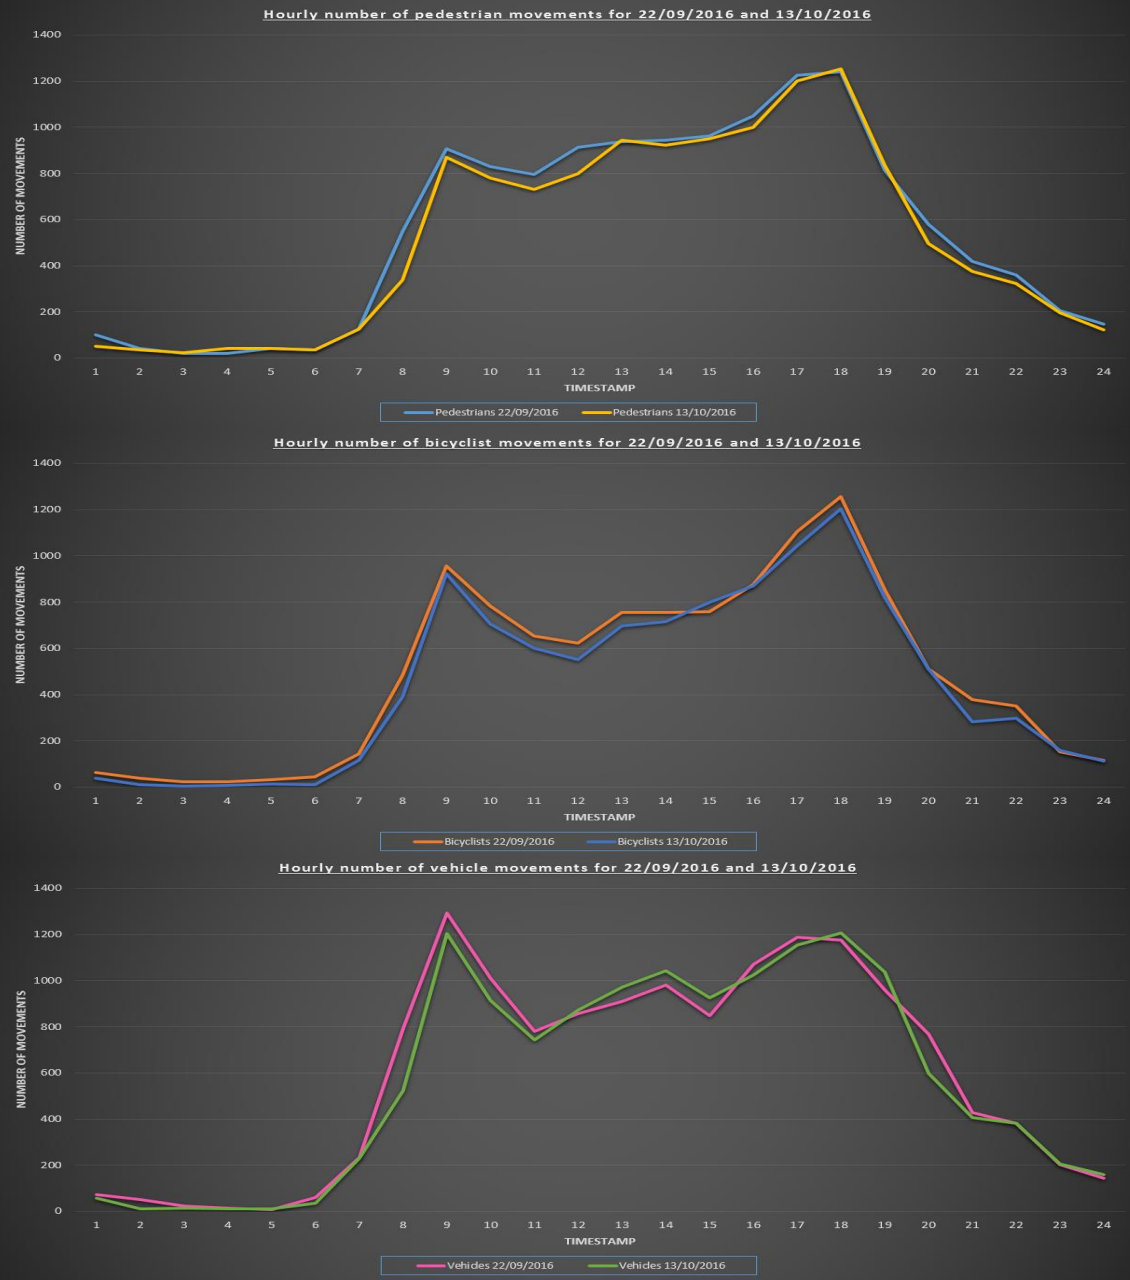 Hourly number of pedestrian movements for 22/09/2016 and 13/10/2016
1400
1200
1000
800
600
400
200
0
NUMBER OF MOVEMENTS
1 2 3 4 5 6 7 8 9 10 11 12 13 14 15 16 17 18 19 20 21 22 23 24
TIMESTAMP
Pedestrians 22/09/2016 Pedestrians 13/10/2016
Hourly number of bicyclist movements for 22/09/2016 and 13/10/2016
1400
1200
1000
800
600
400
200
0
NUMBER OF MOVEMENTS
1 2 3 4 5 6 7 8 9 10 11 12 13 14 15 16 17 18 19 20 21 22 23 24
TIMESTAMP
Bicyclists 22/09/2016 Bicyclists 13/10/2016
Hourly number of vehicle movements for 22/09/2016 and 13/10/2016
1400
1200
1000
800
600
400
200
0
NUMBER OF MOVEMENTS
1 2 3 4 5 6 7 8 9 10 11 12 13 14 15 16 17 18 19 20 21 22 23 24
TIMESTAMP
Vehicles 22/09/2016 Vehicles 13/10/2016